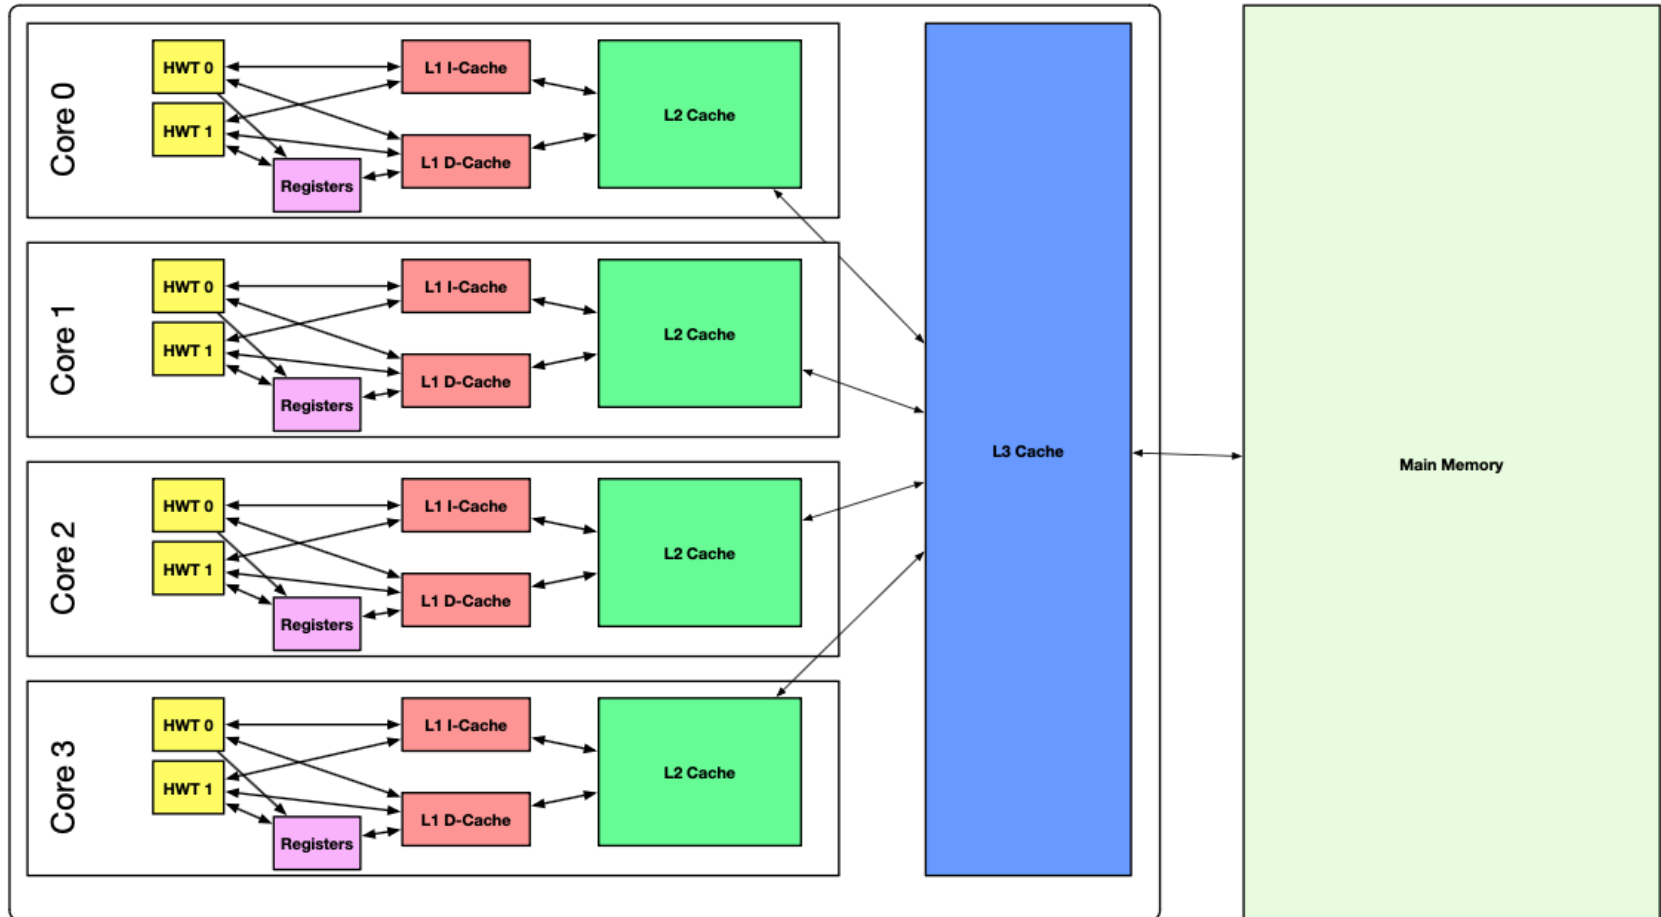 Core 0
HWT 0
L1 I-Cache
HWT 1
L2 Cache
L1 D-Cache
Registers
Core 1
HWT 0
L1 I-Cache
HWT 1
L2 Cache
L1 D-Cache
Registers
Core 2
HWT 0
L1 I-Cache
HWT 1
L2 Cache
L1 D-Cache
Registers
Core 3
HWT 0
L1 I-Cache
HWT 1
L2 Cache
L1 D-Cache
Registers
L3 Cache
Main Memory